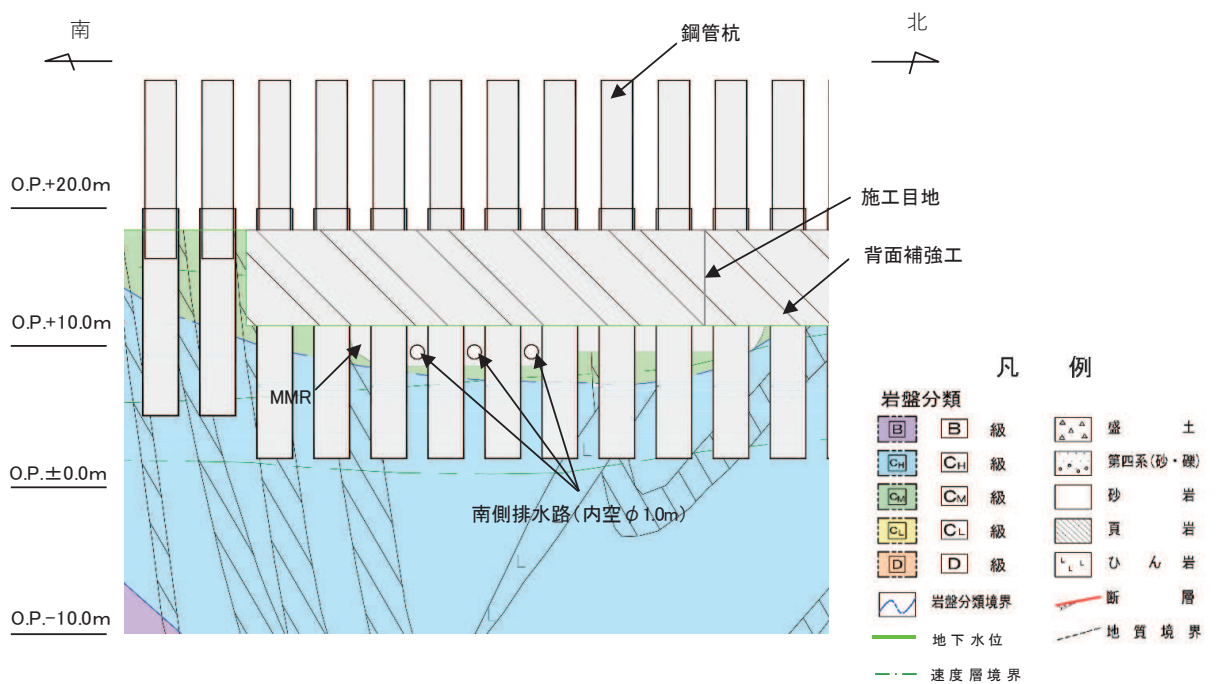 南
北
鋼管杭
O.P.+20.0m
施工目地
背面補強工
O.P.+10.0m
MMR
O.P.±0.0m
南側排水路(内空φ1.0m)
L
L
L
O.P.-10.0m
凡 例
岩盤分類
B B 級
CH CH 級
CM CM 級
CL CL 級
D D 級
岩盤分類境界
地下水位
速度層境界
盛 土
第四系(砂・礫)
砂 岩
頁 岩
L L L ひ ん 岩
断 層
地 質 境 界